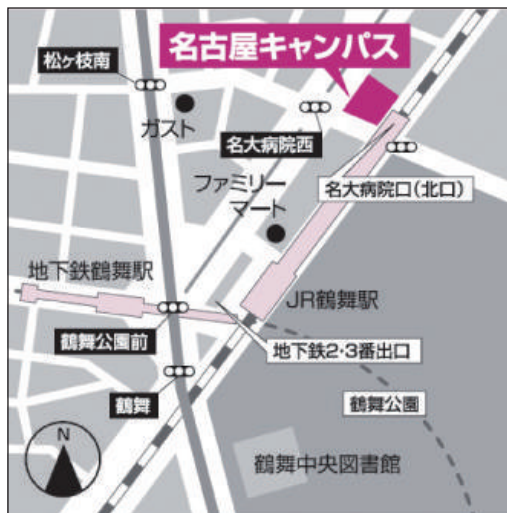 名古屋キャンパス
松ヶ枝南
ガスト
名大病院西
ファミリー
マート
名大病院口(北口)
地下鉄鶴舞駅
JR鶴舞駅
鶴舞公園前
地下鉄2・3番出口
鶴舞
鶴舞公園
N
鶴舞中央図書館